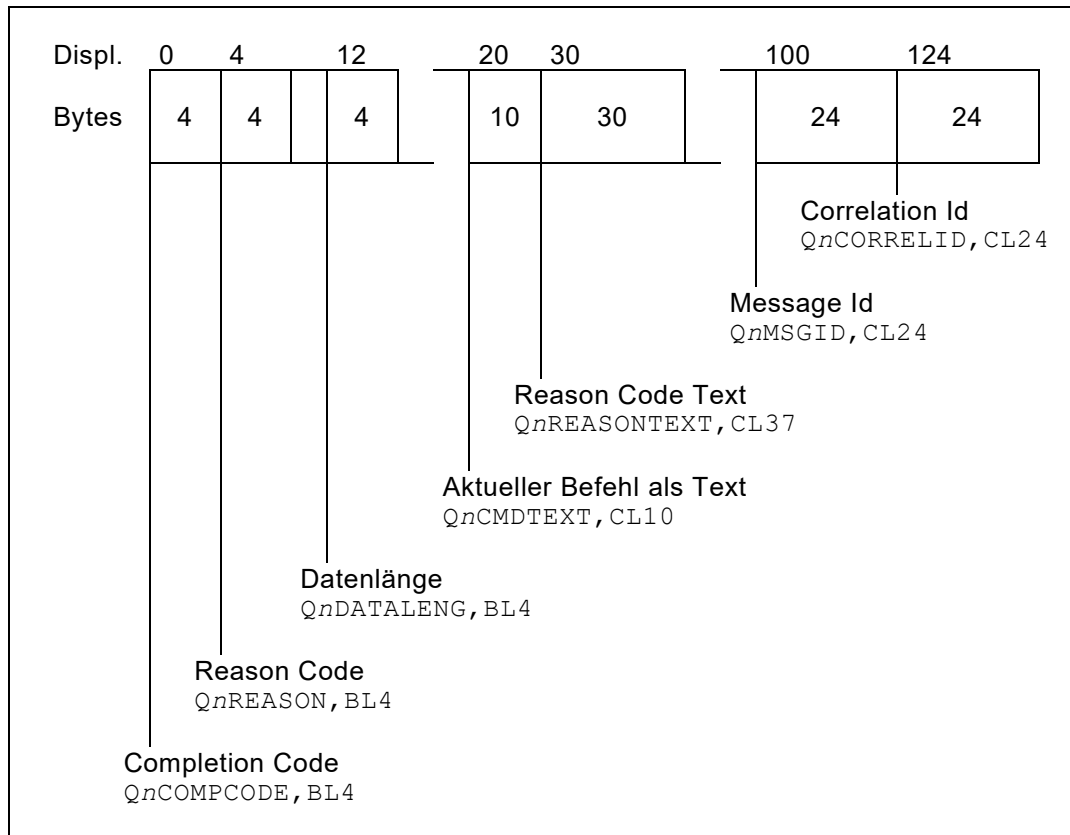 Displ. 0 4 12 20 30 100 124
Bytes 4 4 4 10 30 24 24
Correlation Id
QnCORRELID,CL24
Message Id
QnMSGID,CL24
Reason Code Text
QnREASONTEXT,CL37
Aktueller Befehl als Text
QnCMDTEXT,CL10
Datenlänge
QnDATALENG,BL4
Reason Code
QnREASON,BL4
Completion Code
QnCOMPCODE,BL4